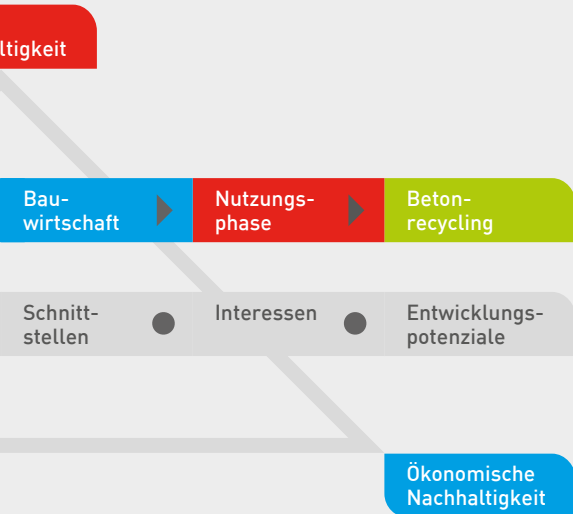 ltigkeit
Bau-
wirtschaft
Nutzungs-
phase
Beton-
recycling
Schnitt-
stellen
Interessen
Entwicklungs-
potenziale
Ökonomische
Nachhaltigkeit